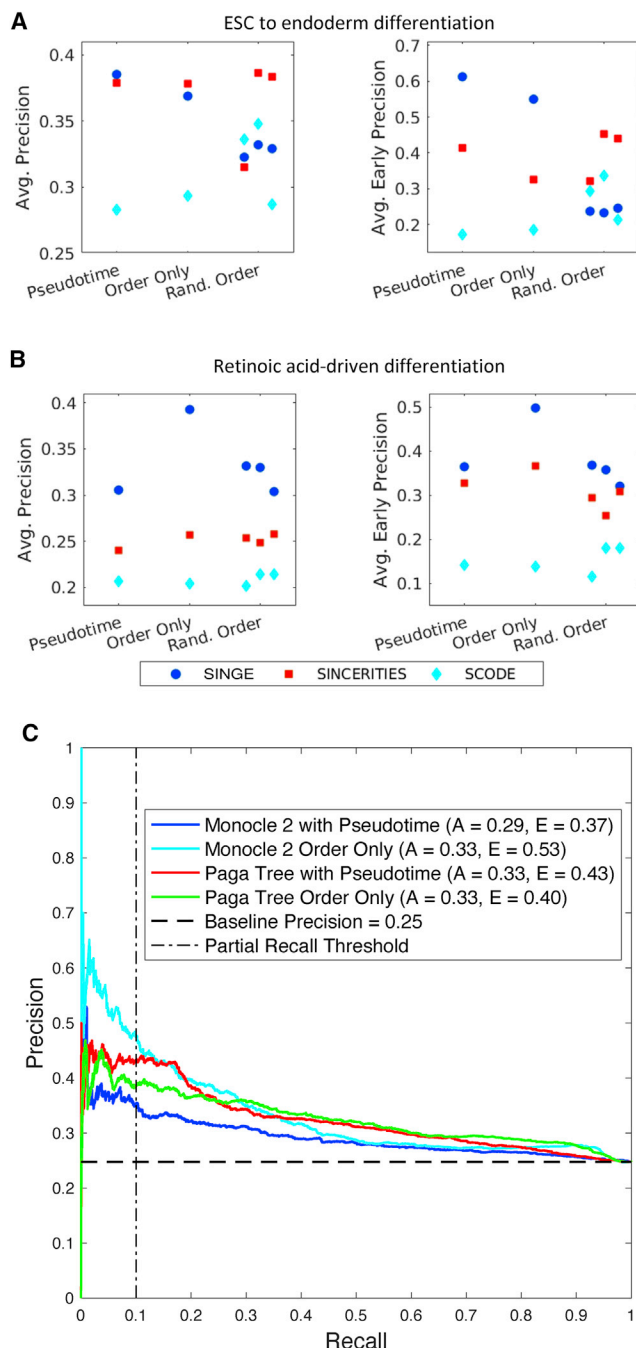 A
ESC to endoderm differentiation
0.4
0.35
0.3
0.25
Avg. Precision
Pseudotime
Order Only
Rand. Order
0.7
0.6
0.5
0.4
0.3
0.2
Avg. Early Precision
Pseudotime
Order Only
Rand. Order
B
Retinoic acid-driven differentiation
0.4
0.35
0.3
0.25
0.2
Avg. Precision
Pseudotime
Order Only
Rand. Order
0.5
0.4
0.3
0.2
0.1
Avg. Early Precision
Pseudotime
Order Only
Rand. Order
SINGE SINCERITIES SCODE
C
1
0.9
0.8
0.7
0.6
0.5
0.4
0.3
0.2
0.1
0
Precision
Monocle 2 with Pseudotime (A = 0.29, E = 0.37)
Monocle 2 Order Only (A = 0.33, E = 0.53)
Paga Tree with Pseudotime (A = 0.33, E = 0.43)
Paga Tree Order Only (A = 0.33, E = 0.40)
Baseline Precision = 0.25
Partial Recall Threshold
0 0.1 0.2 0.3 0.4 0.5 0.6 0.7 0.8 0.9 1
Recall